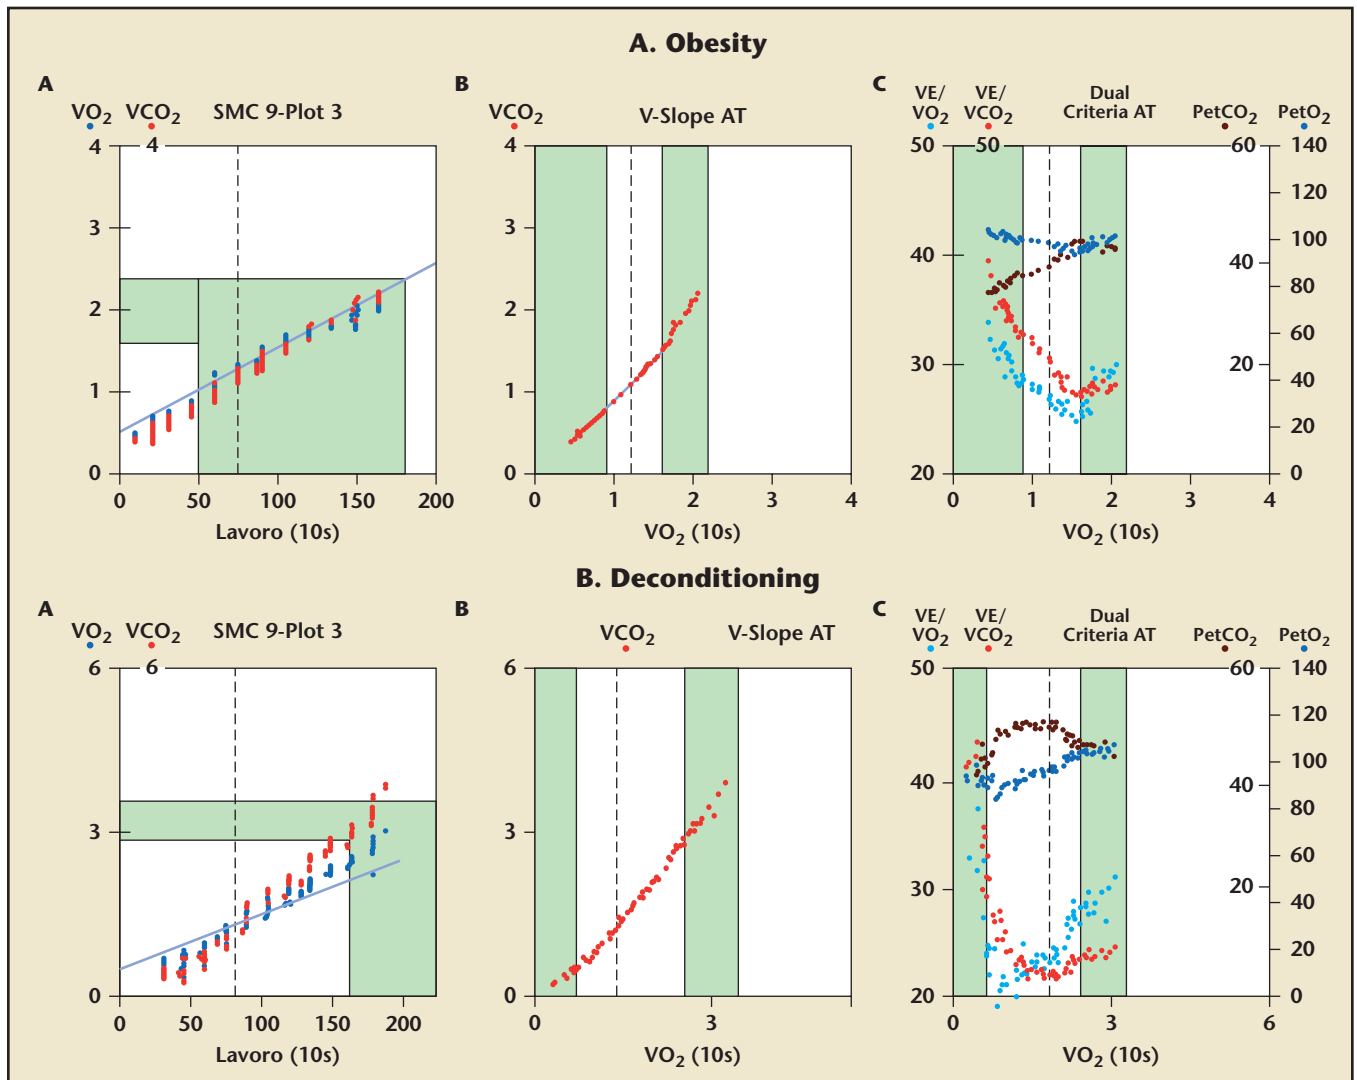 A. Obesity
A
VO2 VCO2 SMC 9-Plot 3
4 4
3
2
1
0
0 50 100 150 200
Lavoro (10s)
B
VCO2 V-Slope AT
4
3
2
1
0
0 1 2 3 4
VO2 (10s)
C
VE/VO2 VE/VCO2 Dual Criteria AT PetCO2 PetO2
50 50 60 140
120
100
40 40
80
60
30 20
40
20
20 0
0 1 2 3 4
VO2 (10s)
B. Deconditioning
A
VO2 VCO2 SMC 9-Plot 3
6 6
3
0
0 50 100 150 200
Lavoro (10s)
B
VCO2 V-Slope AT
6
3
0
0 3
VO2 (10s)
C
VE/VO2 VE/VCO2 Dual Criteria AT PetCO2 PetO2
50 60 140
120
100
40 40
80
60
30 20
40
20
20 0
0 3 6
VO2 (10s)